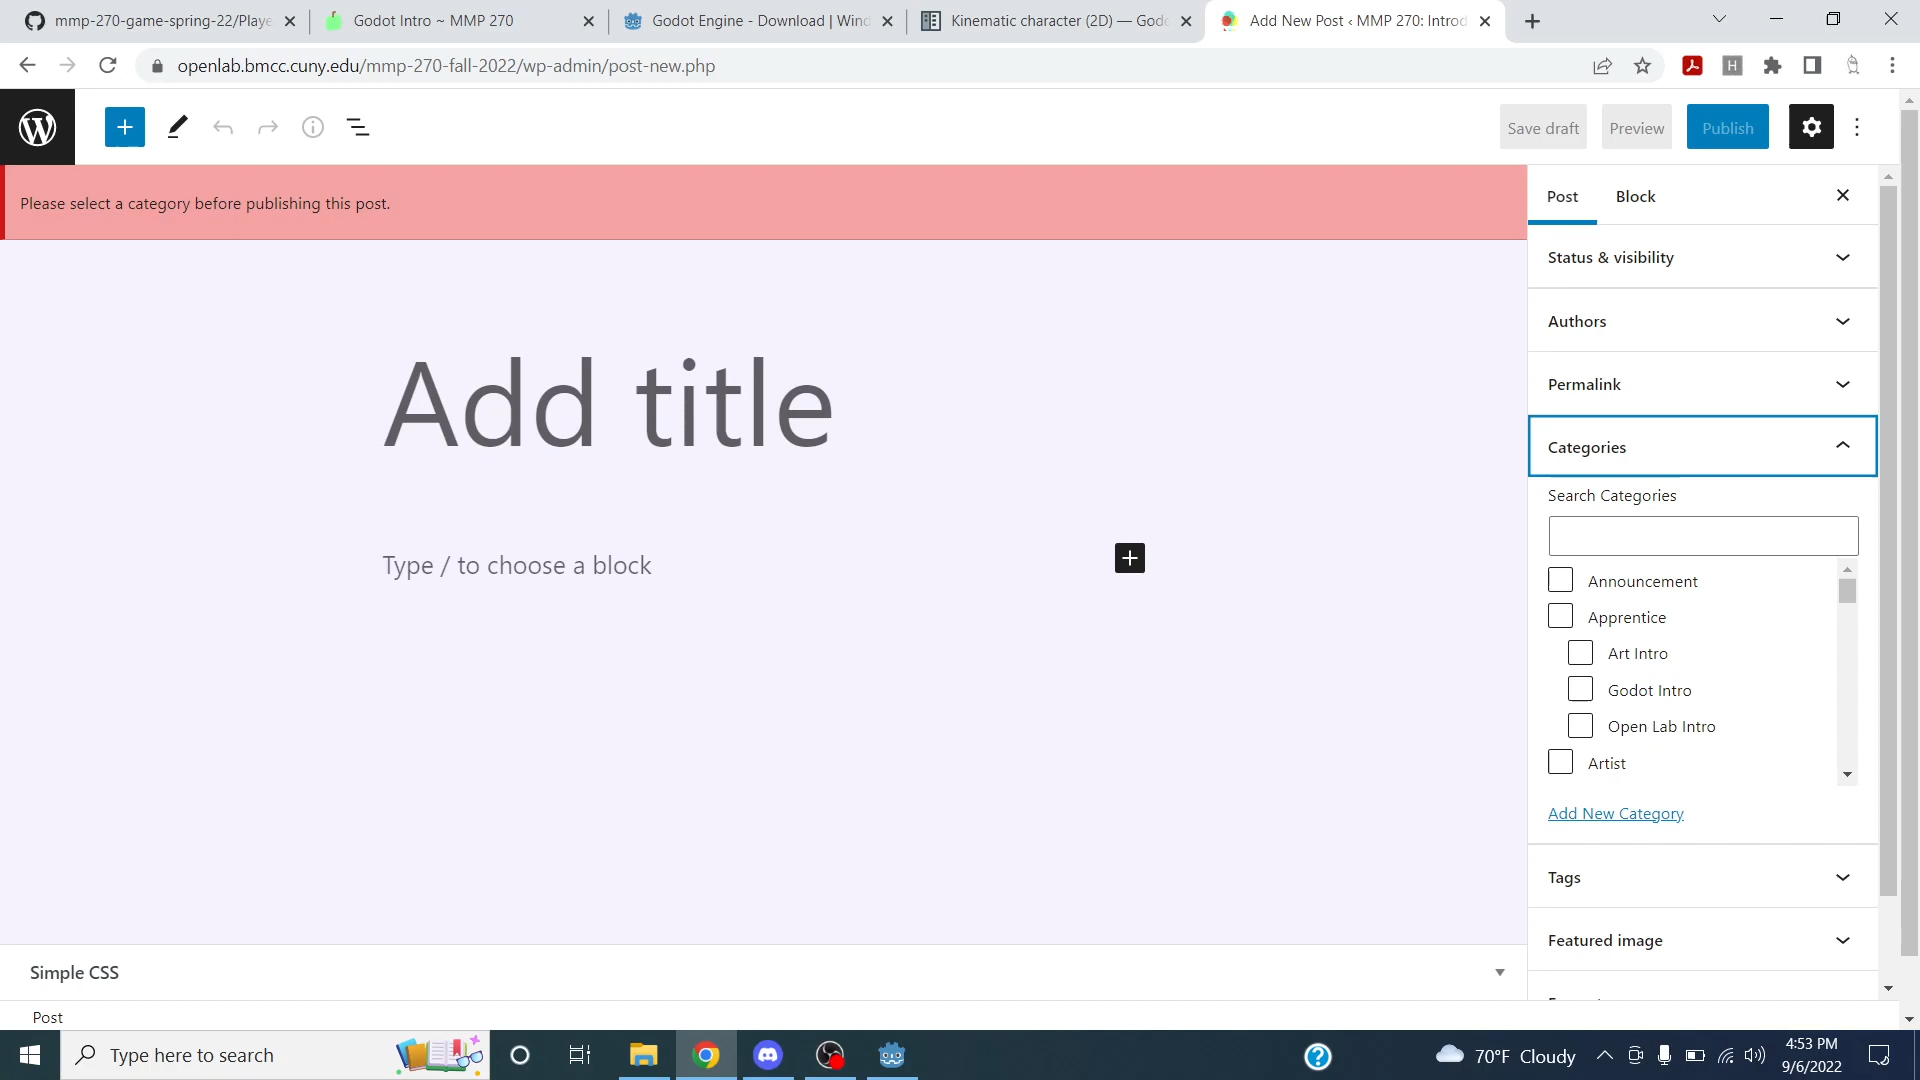 mmp-270-game-spring-22/Playe
Godot Intro ~ MMP 270
Godot Engine - Download | Wind
Kinematic character (2D) — Godo
Add New Post ‹ MMP 270: Introd
openlab.bmcc.cuny.edu/mmp-270-fall-2022/wp-admin/post-new.php
Save draft
Preview
Publish
Please select a category before publishing this post.
Post
Block
Status & visibility
Authors
Permalink
Add title
Categories
Search Categories
Type / to choose a block
Announcement
Apprentice
Art Intro
Godot Intro
Open Lab Intro
Artist
Add New Category
Tags
Featured image
Simple CSS
Post
Type here to search
70°F Cloudy
4:53 PM
9/6/2022